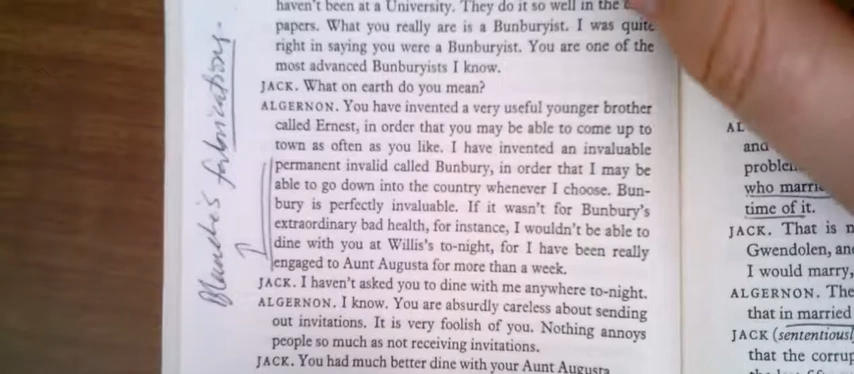 haven't been at a University. They do it so well in the
papers. What you really are is a Bunburyist. I was quite
right in saying you were a Bunburyist. You are one of the
most advanced Bunburyists I know.
JACK. What on earth do you mean?
ALGERNON. You have invented a very useful younger brother
called Ernest, in order that you may be able to come up to
town as often as you like. I have invented an invaluable
permanent invalid called Bunbury, in order that I may be
able to go down into the country whenever I choose. Bun-
bury is perfectly invaluable. If it wasn't for Bunbury's
extraordinary bad health, for instance, I wouldn't be able to
dine with you at Willis's to-night, for I have been really
engaged to Aunt Augusta for more than a week.
JACK. I haven't asked you to dine with me anywhere to-night.
ALGERNON. I know. You are absurdly careless about sending
out invitations. It is very foolish of you. Nothing annoys
people so much as not receiving invitations.
JACK. You had much better dine with your Aunt Augusta
Blanche's fabrications.
AL
and
who
time of it.
JACK. That is
Gwendolen,
I would marry,
ALGERNON. The
that in married
JACK (sententiously
that the